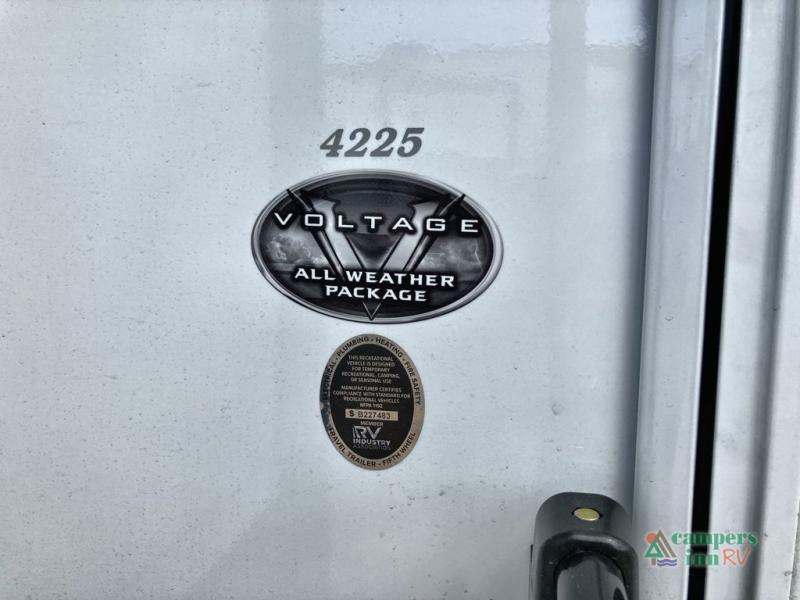 4225
VOLTAGE
ALL WEATHER
PACKAGE
ELECTRICAL - PLUMBING - HEATING - FIRE SAFETY
THIS RECREATIONAL
VEHICLE IS DESIGNED
FOR TEMPORARY
RECREATIONAL, CAMPING,
OR SEASONAL USE
MANUFACTURER CERTIFIES
COMPLIANCE WITH STANDARD FOR
RECREATIONAL VEHICLES
NFPA 1192
S B227483
MEMBER
RV
INDUSTRY
ASSOCIATION
TRAVEL TRAILER - FIFTH WHEEL
campers
inn RV